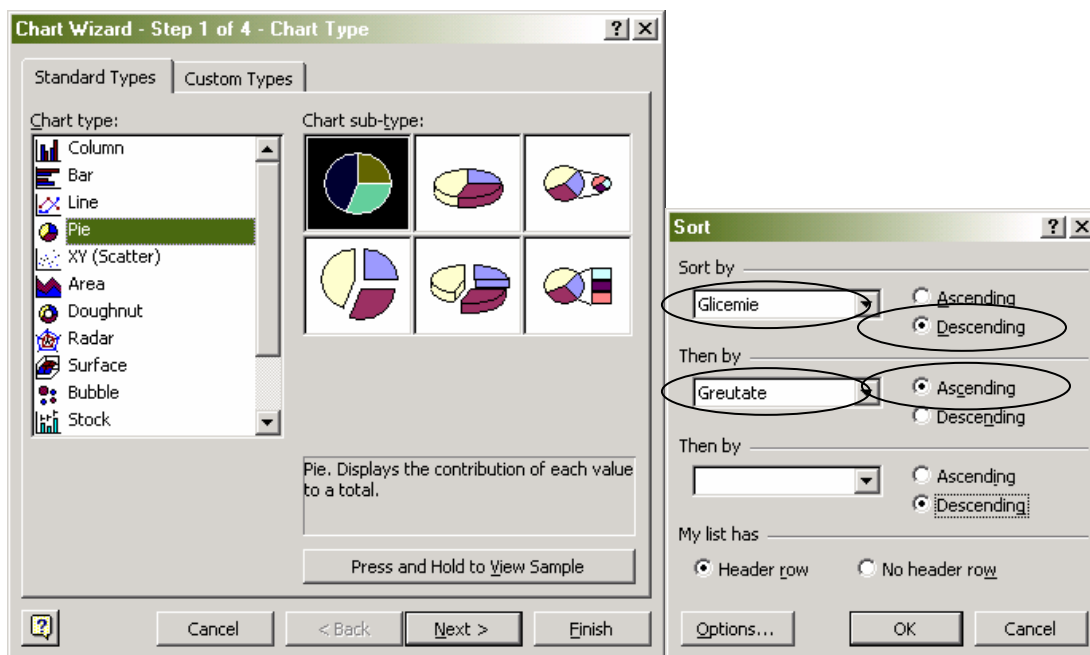 Chart Wizard - Step 1 of 4 - Chart Type
Standard Types
Custom Types
Chart type:
Column
Bar
Line
Pie
XY (Scatter)
Area
Doughnut
Radar
Surface
Bubble
Stock
Chart sub-type:
Pie. Displays the contribution of each value
to a total.
Press and Hold to View Sample
Cancel
< Back
Next >
Finish
Sort
Sort by
Glicemie
Ascending
Descending
Then by
Greutate
Ascending
Descending
Then by
Ascending
Descending
My list has
Header row
No header row
Options...
OK
Cancel